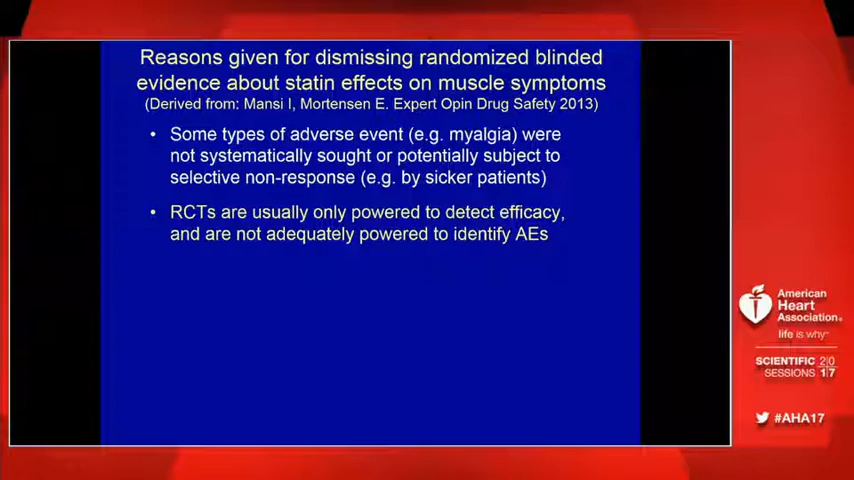 Reasons given for dismissing randomized blinded
evidence about statin effects on muscle symptoms
(Derived from: Mansi I, Mortensen E. Expert Opin Drug Safety 2013)
• Some types of adverse event (e.g. myalgia) were
not systematically sought or potentially subject to
selective non-response (e.g. by sicker patients)
• RCTs are usually only powered to detect efficacy,
and are not adequately powered to identify AEs
American
Heart
Association®
life is why™
SCIENTIFIC 20
SESSIONS 17
#AHA17